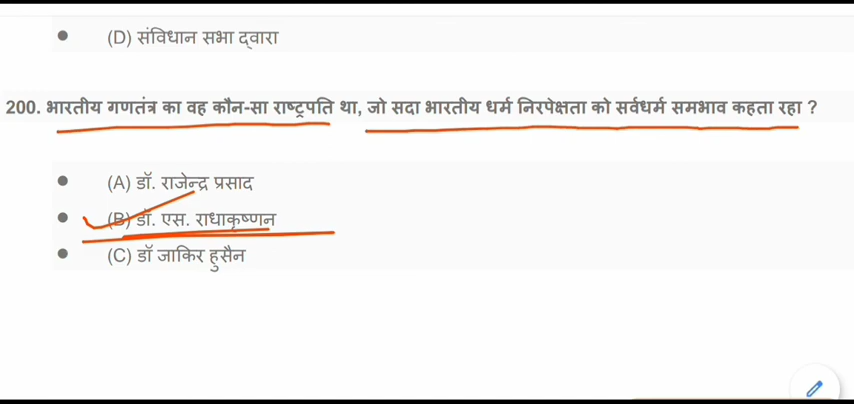 (D) संविधान सभा द्वारा
200. भारतीय गणतंत्र का वह कौन-सा राष्ट्रपति था, जो सदा भारतीय धर्म निरपेक्षता को सर्वधर्म समभाव कहता रहा ?
(A) डॉ. राजेन्द्र प्रसाद
(B) डॉ. एस. राधाकृष्णन
(C) डॉ जाकिर हुसैन